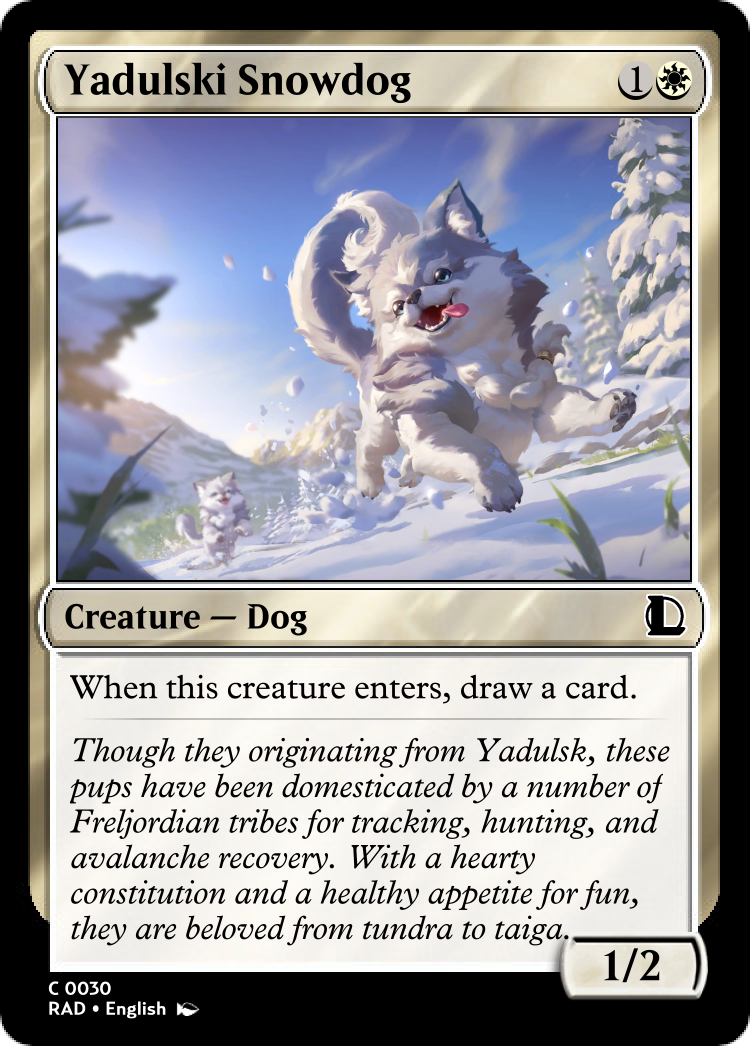 Yadulski Snowdog 1
Creature — Dog
When this creature enters, draw a card.
Though they originating from Yadulsk, these
pups have been domesticated by a number of
Freljordian tribes for tracking, hunting, and
avalanche recovery. With a hearty
constitution and a healthy appetite for fun,
they are beloved from tundra to taiga.
1/2
C 0030
RAD • English